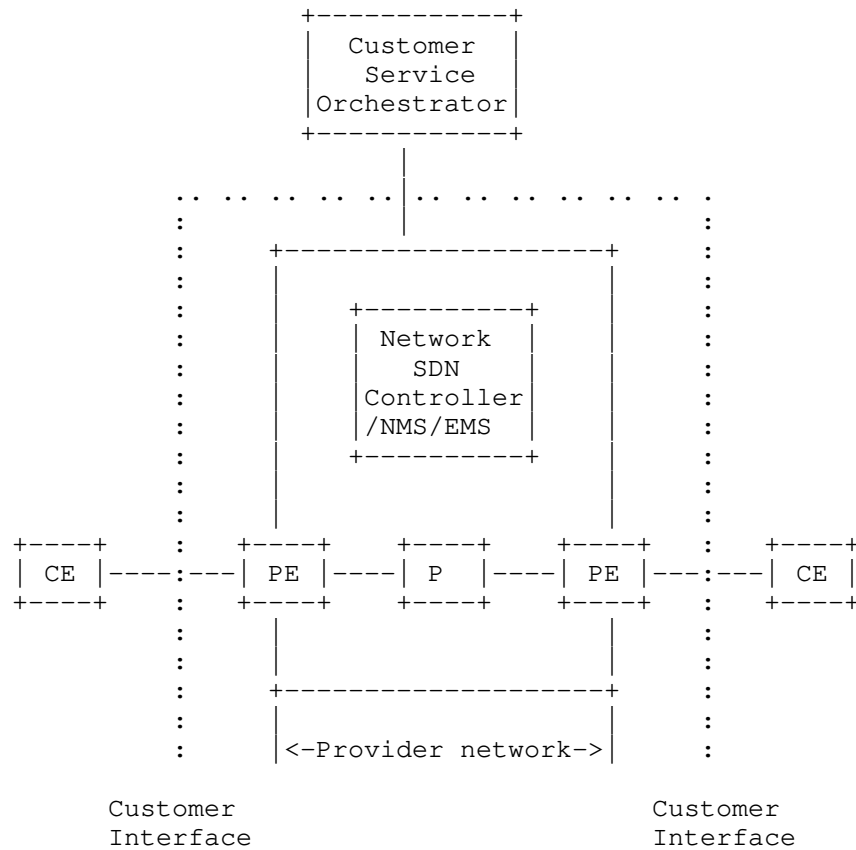 Customer
Service
Orchestrator
Network
SDN
Controller
/NMS/EMS
CE PE P PE CE
<-Provider network->
Customer Customer
Interface Interface